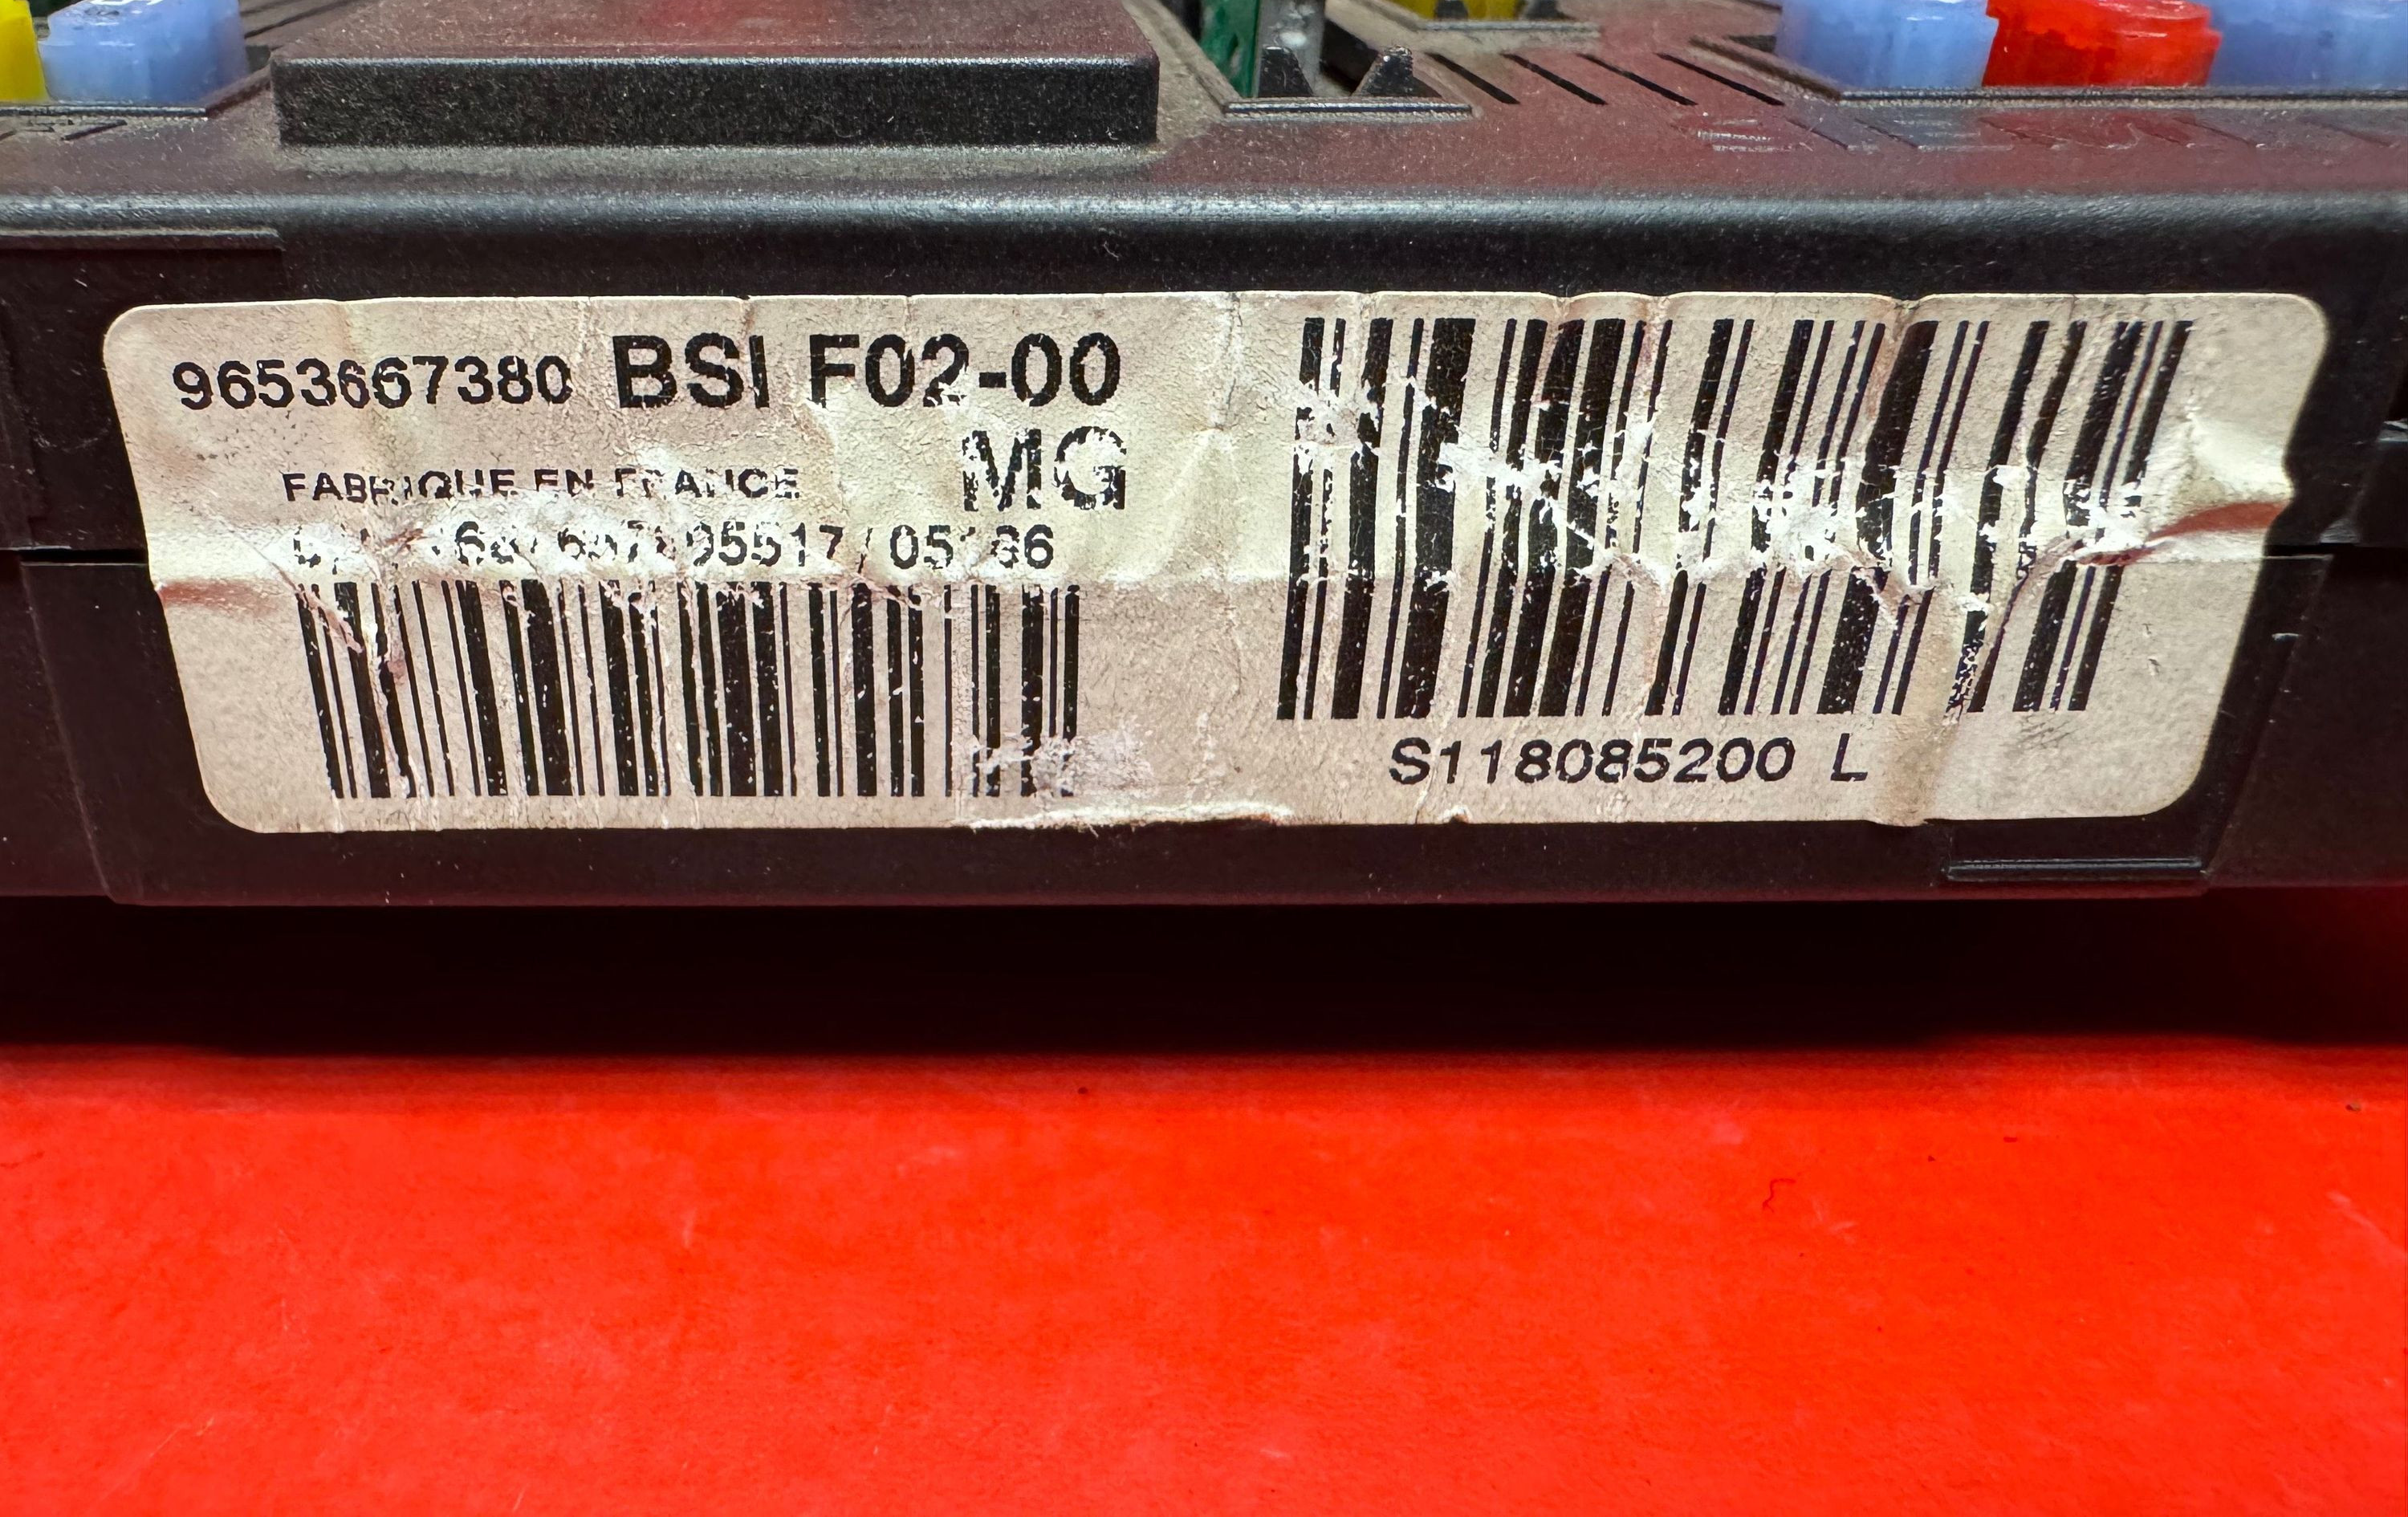 9653667380 BSI F02-00
MG
FABRIQUE EN FRANCE
S118085200 L